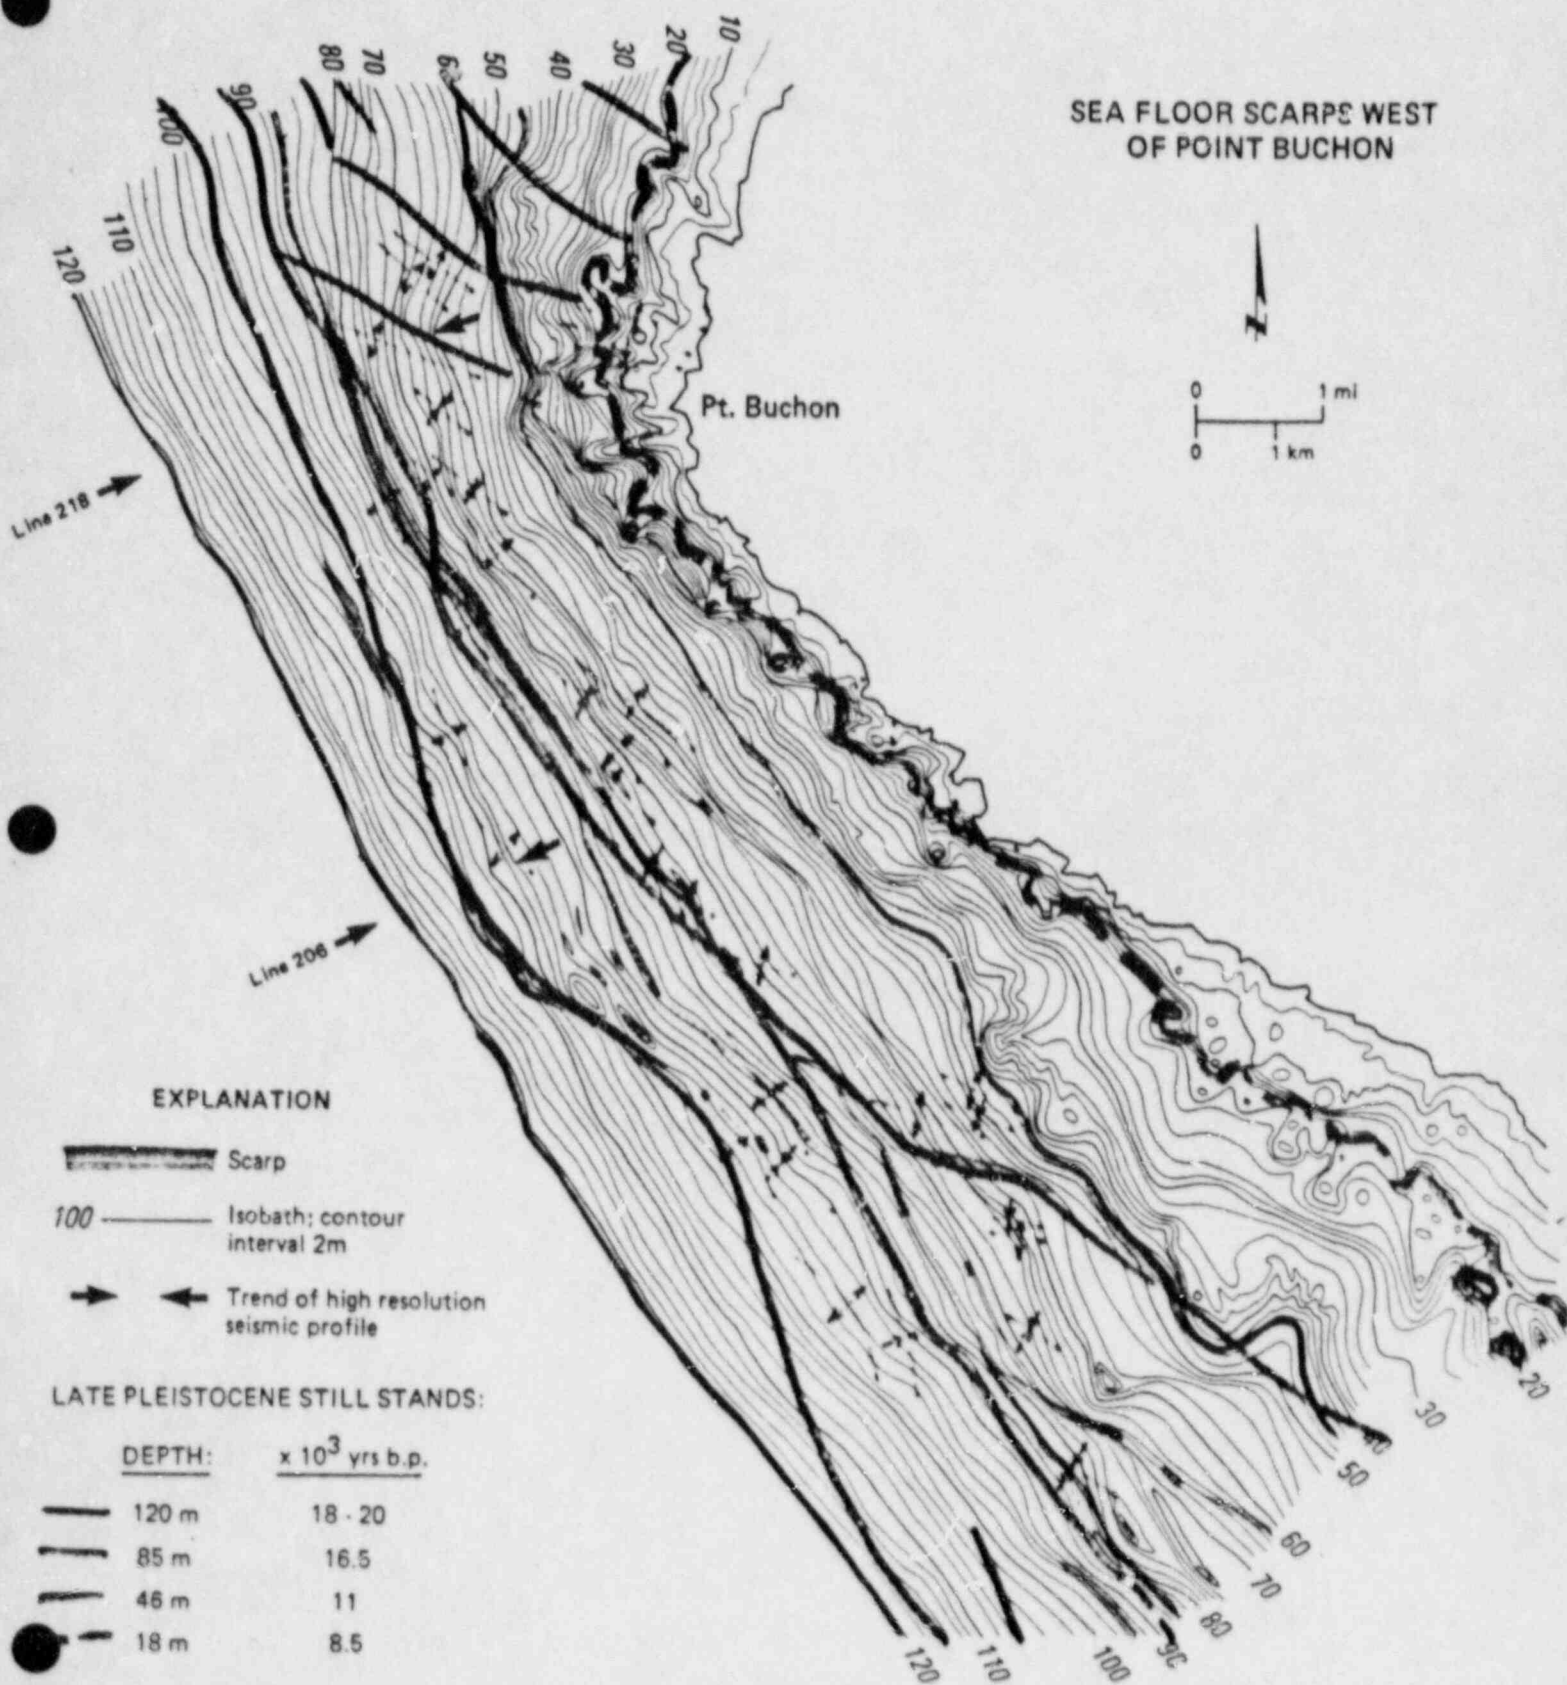 10
20
30
40
50
60
70
80
90
100
110
120
SEA FLOOR SCARPS WEST
OF POINT BUCHON
N
0 1 mi
0 1 km
Pt. Buchon
Line 218
Line 206
EXPLANATION
Scarp
100 Isobath; contour
interval 2m
Trend of high resolution
seismic profile
LATE PLEISTOCENE STILL STANDS:
DEPTH: x 10³ yrs b.p.
120 m 18 - 20
85 m 16.5
46 m 11
18 m 8.5
20
30
40
50
60
70
80
90
100
110
120